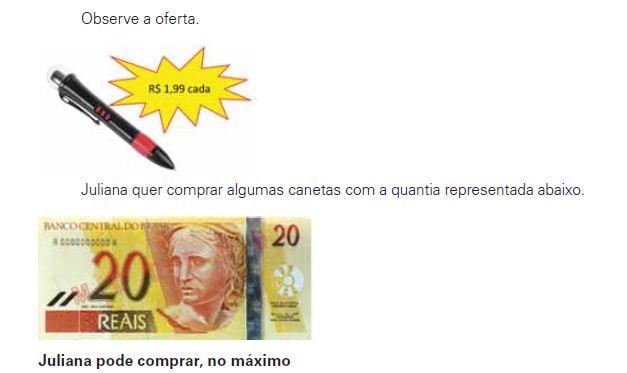 Observe a oferta.
R$ 1,99 cada
Juliana quer comprar algumas canetas com a quantia representada abaixo.
BANCO CENTRAL DO BRASIL
A 0000000000 A
20
20
REAIS
Juliana pode comprar, no máximo